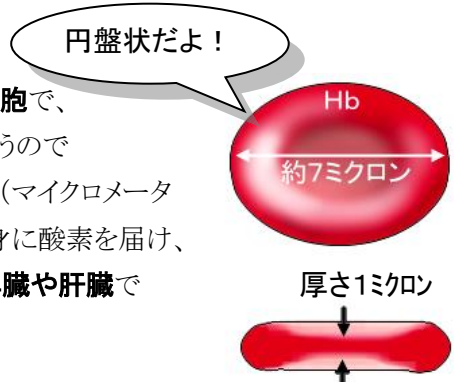 円盤状だよ！
胞で、
Hb
うので
約7ミクロン
（マイクロメータ
身に酸素を届け、
臓や肝臓で
厚さ1ミクロン